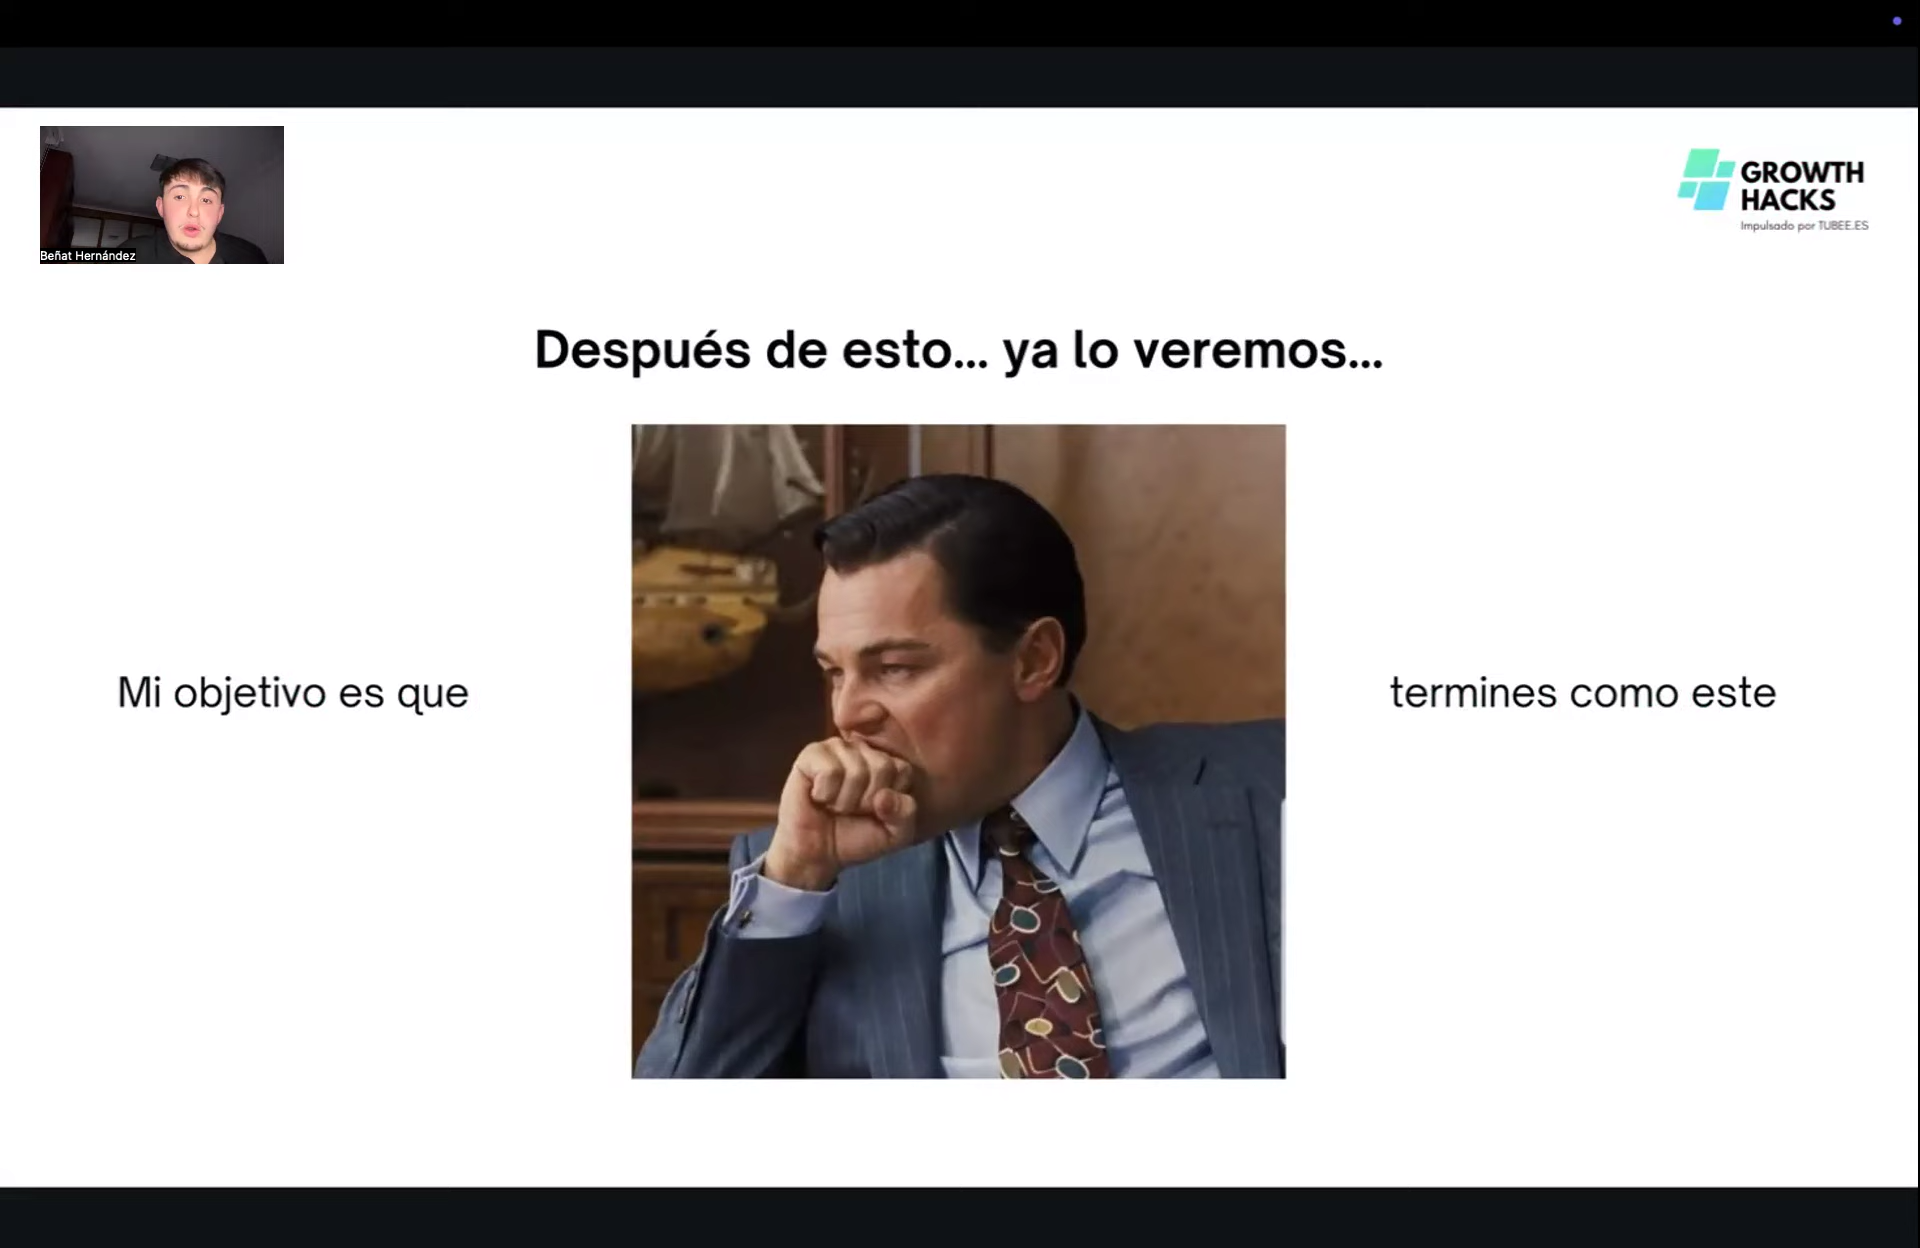 Beñat Hernández
GROWTH
HACKS
Impulsado por TUBEE.ES
Después de esto... ya lo veremos...
Mi objetivo es que
termines como este